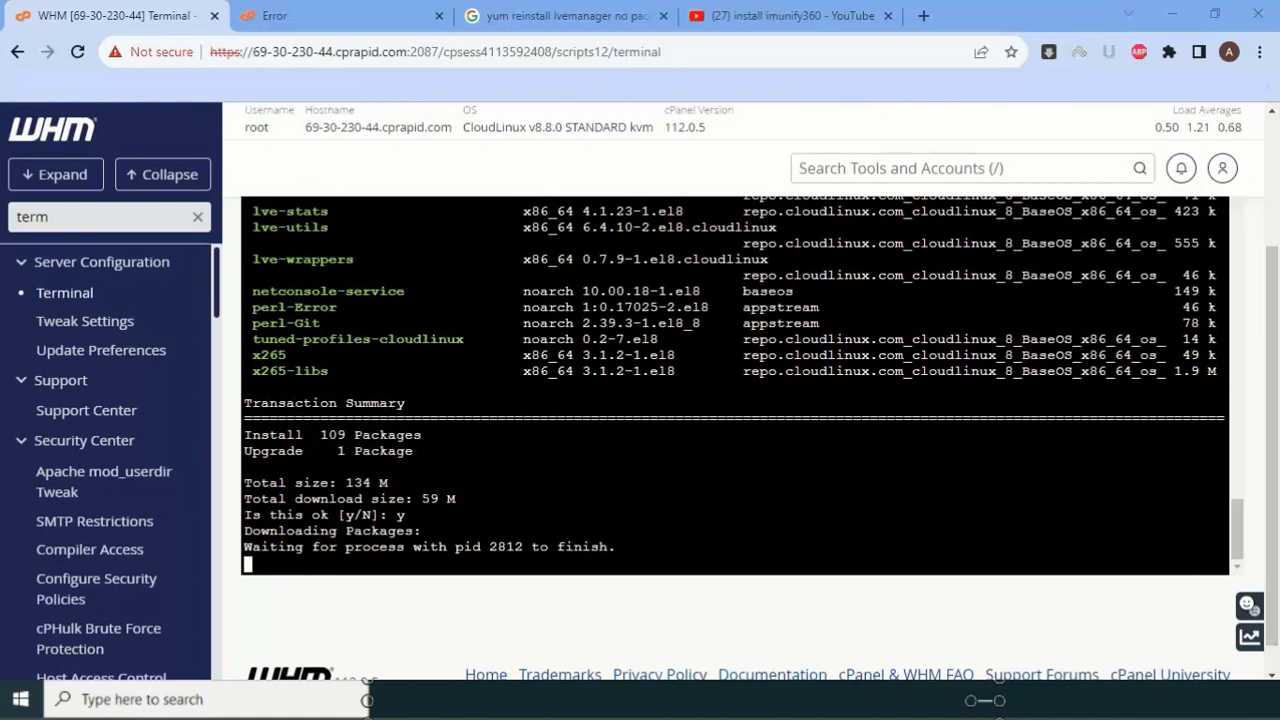 WHM [69-30-230-44] Terminal -
Error
yum reinstall lvemanager no pac
(27) install imunify360 - YouTube
Not secure
https://69-30-230-44.cprapid.com:2087/cpsess4113592408/scripts12/terminal
ABP
A
WHM
Expand
Collapse
term
Server Configuration
Terminal
Tweak Settings
Update Preferences
Support
Support Center
Security Center
Apache mod_userdir
Tweak
SMTP Restrictions
Compiler Access
Configure Security
Policies
cPHulk Brute Force
Protection
Host Access Control
Username Hostname OS cPanel Version Load Averages
root 69-30-230-44.cprapid.com CloudLinux v8.8.0 STANDARD kvm 112.0.5 0.50 1.21 0.68
Search Tools and Accounts (/)
repo.cloudlinux.com_cloudlinux_8_BaseOS_x86_64_os_ 71 k
lve-stats x86_64 4.1.23-1.el8 repo.cloudlinux.com_cloudlinux_8_BaseOS_x86_64_os_ 423 k
lve-utils x86_64 6.4.10-2.el8.cloudlinux
repo.cloudlinux.com_cloudlinux_8_BaseOS_x86_64_os_ 555 k
lve-wrappers x86_64 0.7.9-1.el8.cloudlinux
repo.cloudlinux.com_cloudlinux_8_BaseOS_x86_64_os_ 46 k
netconsole-service noarch 10.00.18-1.el8 baseos 149 k
perl-Error noarch 1:0.17025-2.el8 appstream 46 k
perl-Git noarch 2.39.3-1.el8_8 appstream 78 k
tuned-profiles-cloudlinux noarch 0.2-7.el8 repo.cloudlinux.com_cloudlinux_8_BaseOS_x86_64_os_ 14 k
x265 x86_64 3.1.2-1.el8 repo.cloudlinux.com_cloudlinux_8_BaseOS_x86_64_os_ 49 k
x265-libs x86_64 3.1.2-1.el8 repo.cloudlinux.com_cloudlinux_8_BaseOS_x86_64_os_ 1.9 M
Transaction Summary
Install 109 Packages
Upgrade 1 Package
Total size: 134 M
Total download size: 59 M
Is this ok [y/N]: y
Downloading Packages:
Waiting for process with pid 2812 to finish.
WHM
Home Trademarks Privacy Policy Documentation cPanel & WHM FAQ Support Forums cPanel University
Type here to search